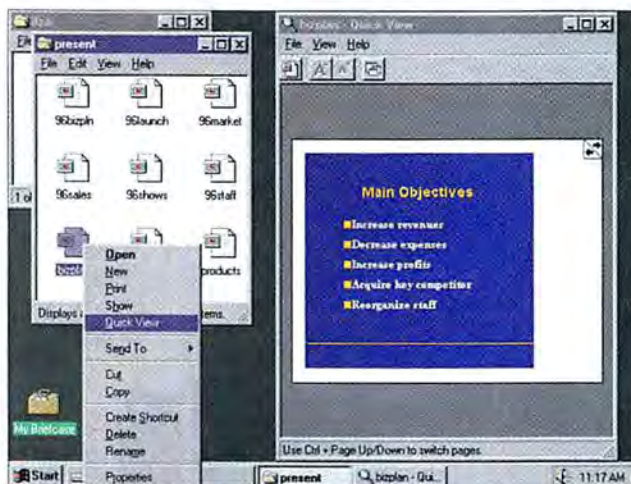 present
File Edit View Help
96bizpln 96launch 96market
96sales 96shows 96staff
products
Displays
Open
New
Print
Show
Quick View
Send To
Cut
Copy
Create Shortcut
Delete
Rename
Properties
My Briefcase
bizplan - Quick View
File View Help
Main Objectives
Increase revenues
Decrease expenses
Increase profits
Acquire key competitor
Reorganize staff
Use Ctrl + Page Up/Down to switch pages.
Start present bizplan - Qui... 11:17 AM